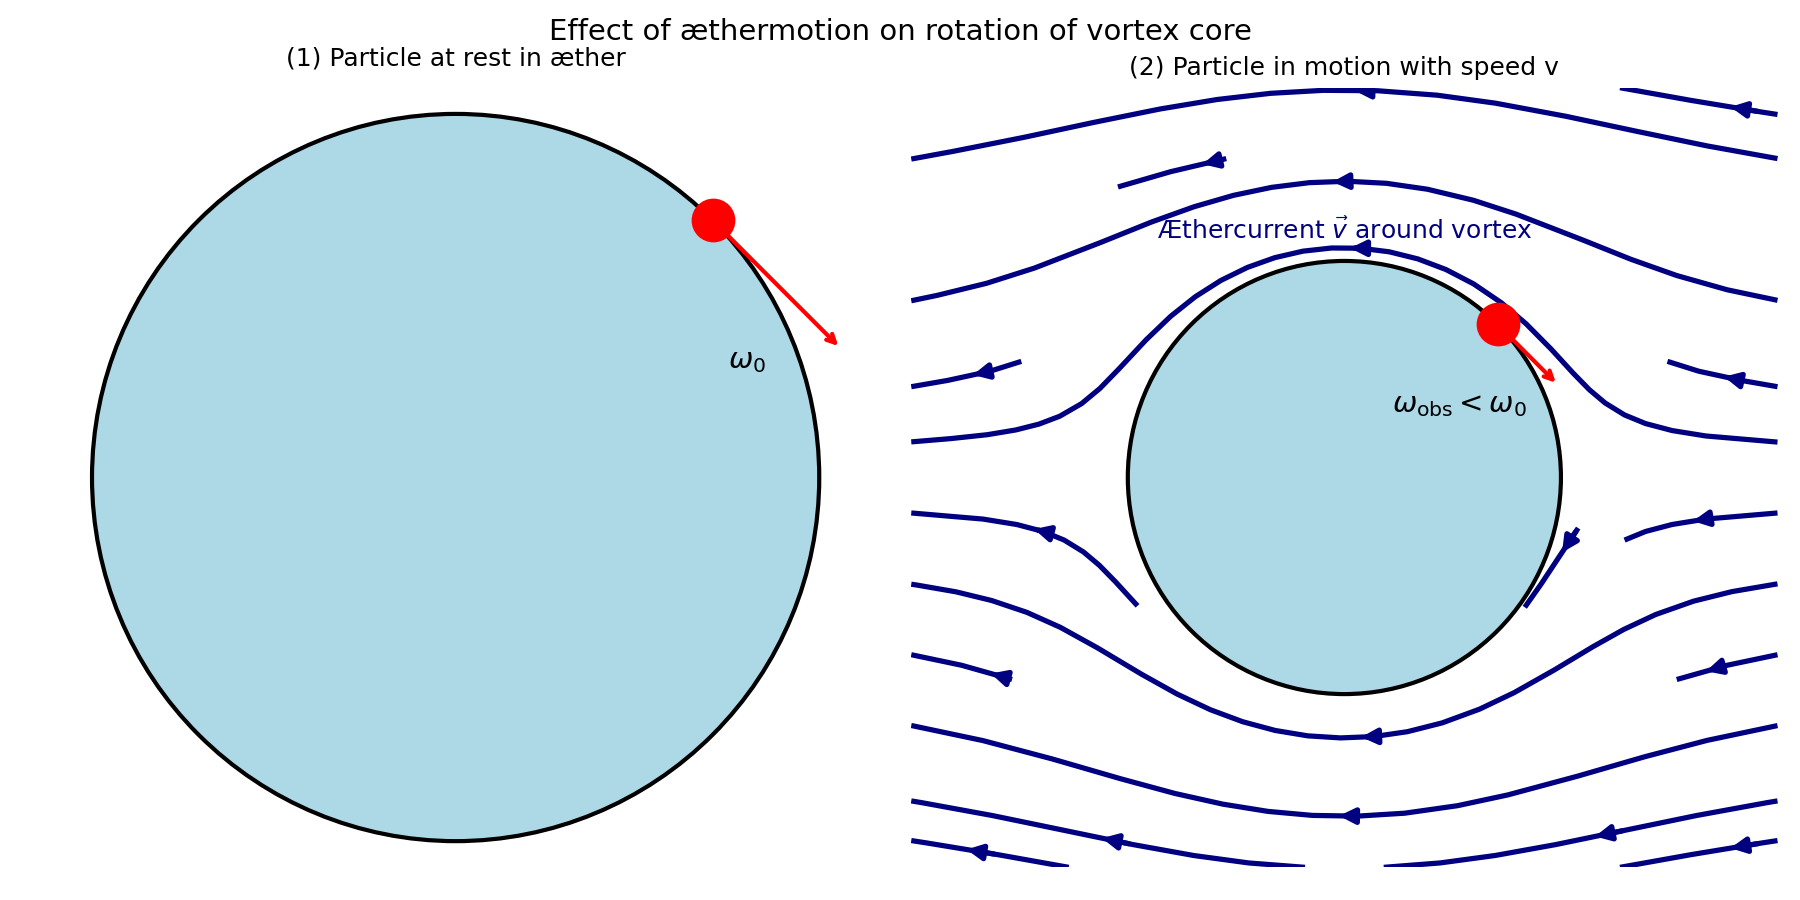 Effect of æthermotion on rotation of vortex core
(1) Particle at rest in æther
(2) Particle in motion with speed v
Æthercurrent $\vec{v}$ around vortex
ω₀
ω_obs < ω₀